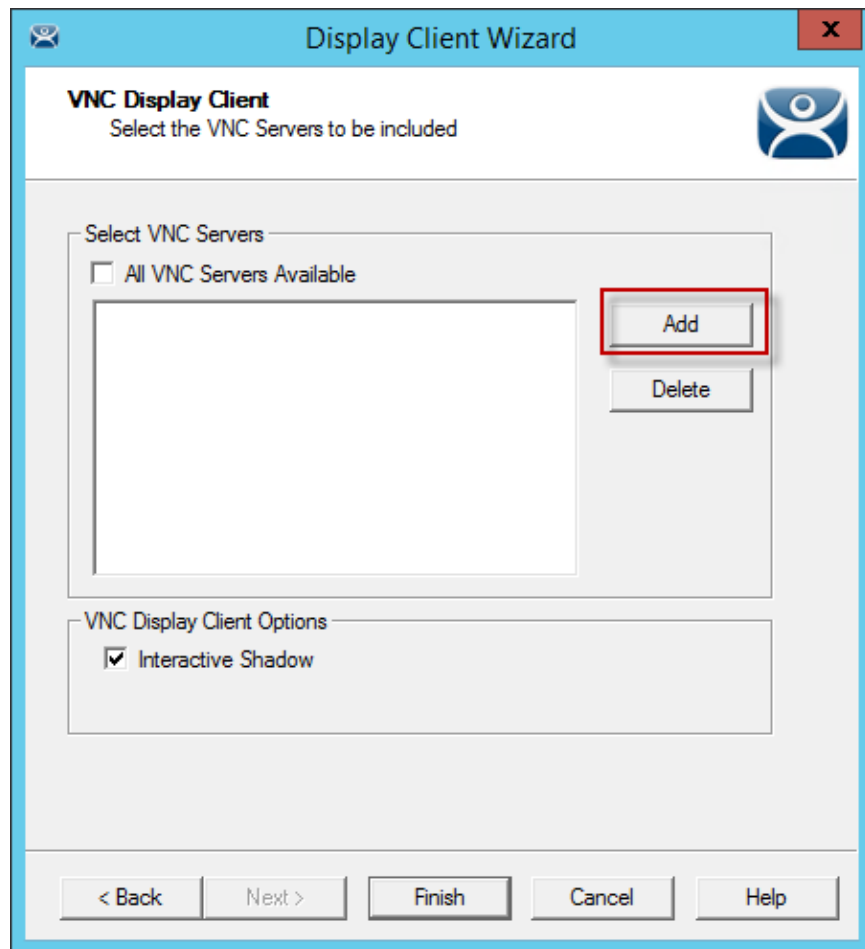 Display Client Wizard
x
VNC Display Client
Select the VNC Servers to be included
Select VNC Servers
All VNC Servers Available
Add
Delete
VNC Display Client Options
Interactive Shadow
< Back
Next >
Finish
Cancel
Help